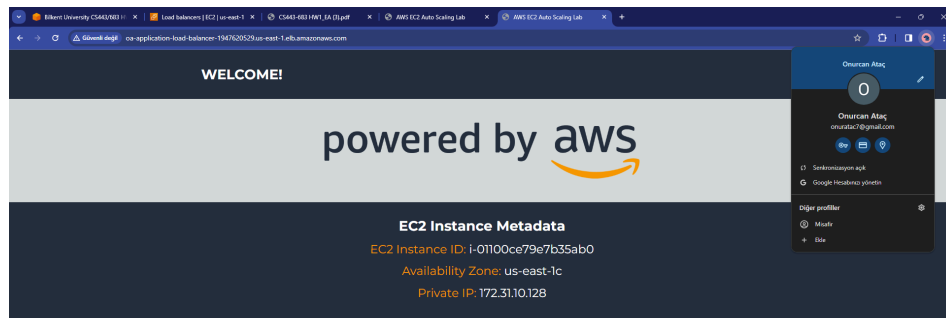 Bilkent University CS443/683 H
Load balancers | EC2 | us-east-1
CS443-683 HW1_EA (3).pdf
AWS EC2 Auto Scaling Lab
AWS EC2 Auto Scaling Lab
Güvenli değil
oa-application-load-balancer-1947620529.us-east-1.elb.amazonaws.com
WELCOME!
powered by aws
EC2 Instance Metadata
EC2 Instance ID: i-01100ce79e7b35ab0
Availability Zone: us-east-1c
Private IP: 172.31.10.128
Onurcan Ataç
O
Onurcan Ataç
onuratac7@gmail.com
Senkronizasyon açık
G Google Hesabınızı yönetin
Diğer profiller
Misafir
+ Ekle